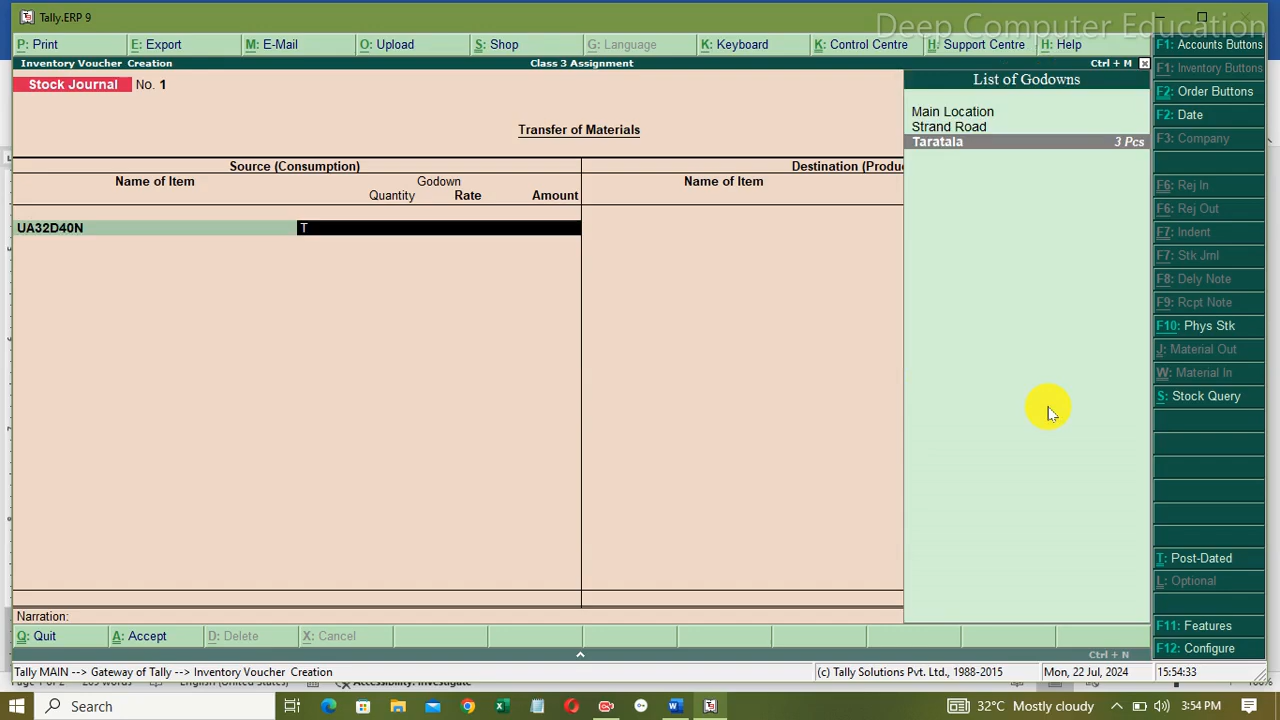 Deep Computer Education
Tally.ERP 9
P: Print
E: Export
M: E-Mail
O: Upload
S: Shop
G: Language
K: Keyboard
K: Control Centre
H: Support Centre
H: Help
F1: Accounts Buttons
Inventory Voucher Creation
Class 3 Assignment
Ctrl + M
F1: Inventory Buttons
Stock Journal No. 1
List of Godowns
F2: Order Buttons
Main Location
F2: Date
Strand Road
Transfer of Materials
Taratala 3 Pcs
F3: Company
Source (Consumption)
Destination (Produ
Name of Item
Godown
Name of Item
Quantity Rate Amount
F6: Rej In
F6: Rej Out
UA32D40N
T
F7: Indent
F7: Stk Jrnl
F8: Dely Note
F9: Rcpt Note
F10: Phys Stk
J: Material Out
W: Material In
S: Stock Query
T: Post-Dated
L: Optional
Narration:
F11: Features
Q: Quit
A: Accept
D: Delete
X: Cancel
F12: Configure
Ctrl + N
Tally MAIN --> Gateway of Tally --> Inventory Voucher Creation
(c) Tally Solutions Pvt. Ltd., 1988-2015
Mon, 22 Jul, 2024
15:54:33
Search
32°C Mostly cloudy
3:54 PM